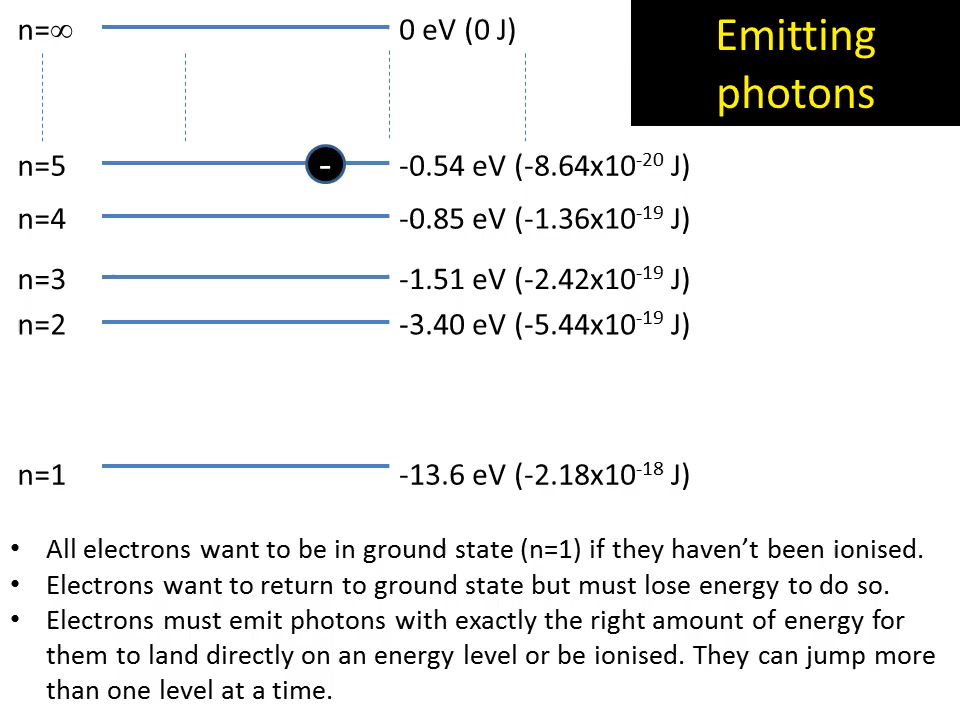 n=∞ 0 eV (0 J)
Emitting
photons
n=5 - -0.54 eV (-8.64x10⁻²⁰ J)
n=4 -0.85 eV (-1.36x10⁻¹⁹ J)
n=3 -1.51 eV (-2.42x10⁻¹⁹ J)
n=2 -3.40 eV (-5.44x10⁻¹⁹ J)
n=1 -13.6 eV (-2.18x10⁻¹⁸ J)
• All electrons want to be in ground state (n=1) if they haven’t been ionised.
• Electrons want to return to ground state but must lose energy to do so.
• Electrons must emit photons with exactly the right amount of energy for
them to land directly on an energy level or be ionised. They can jump more
than one level at a time.